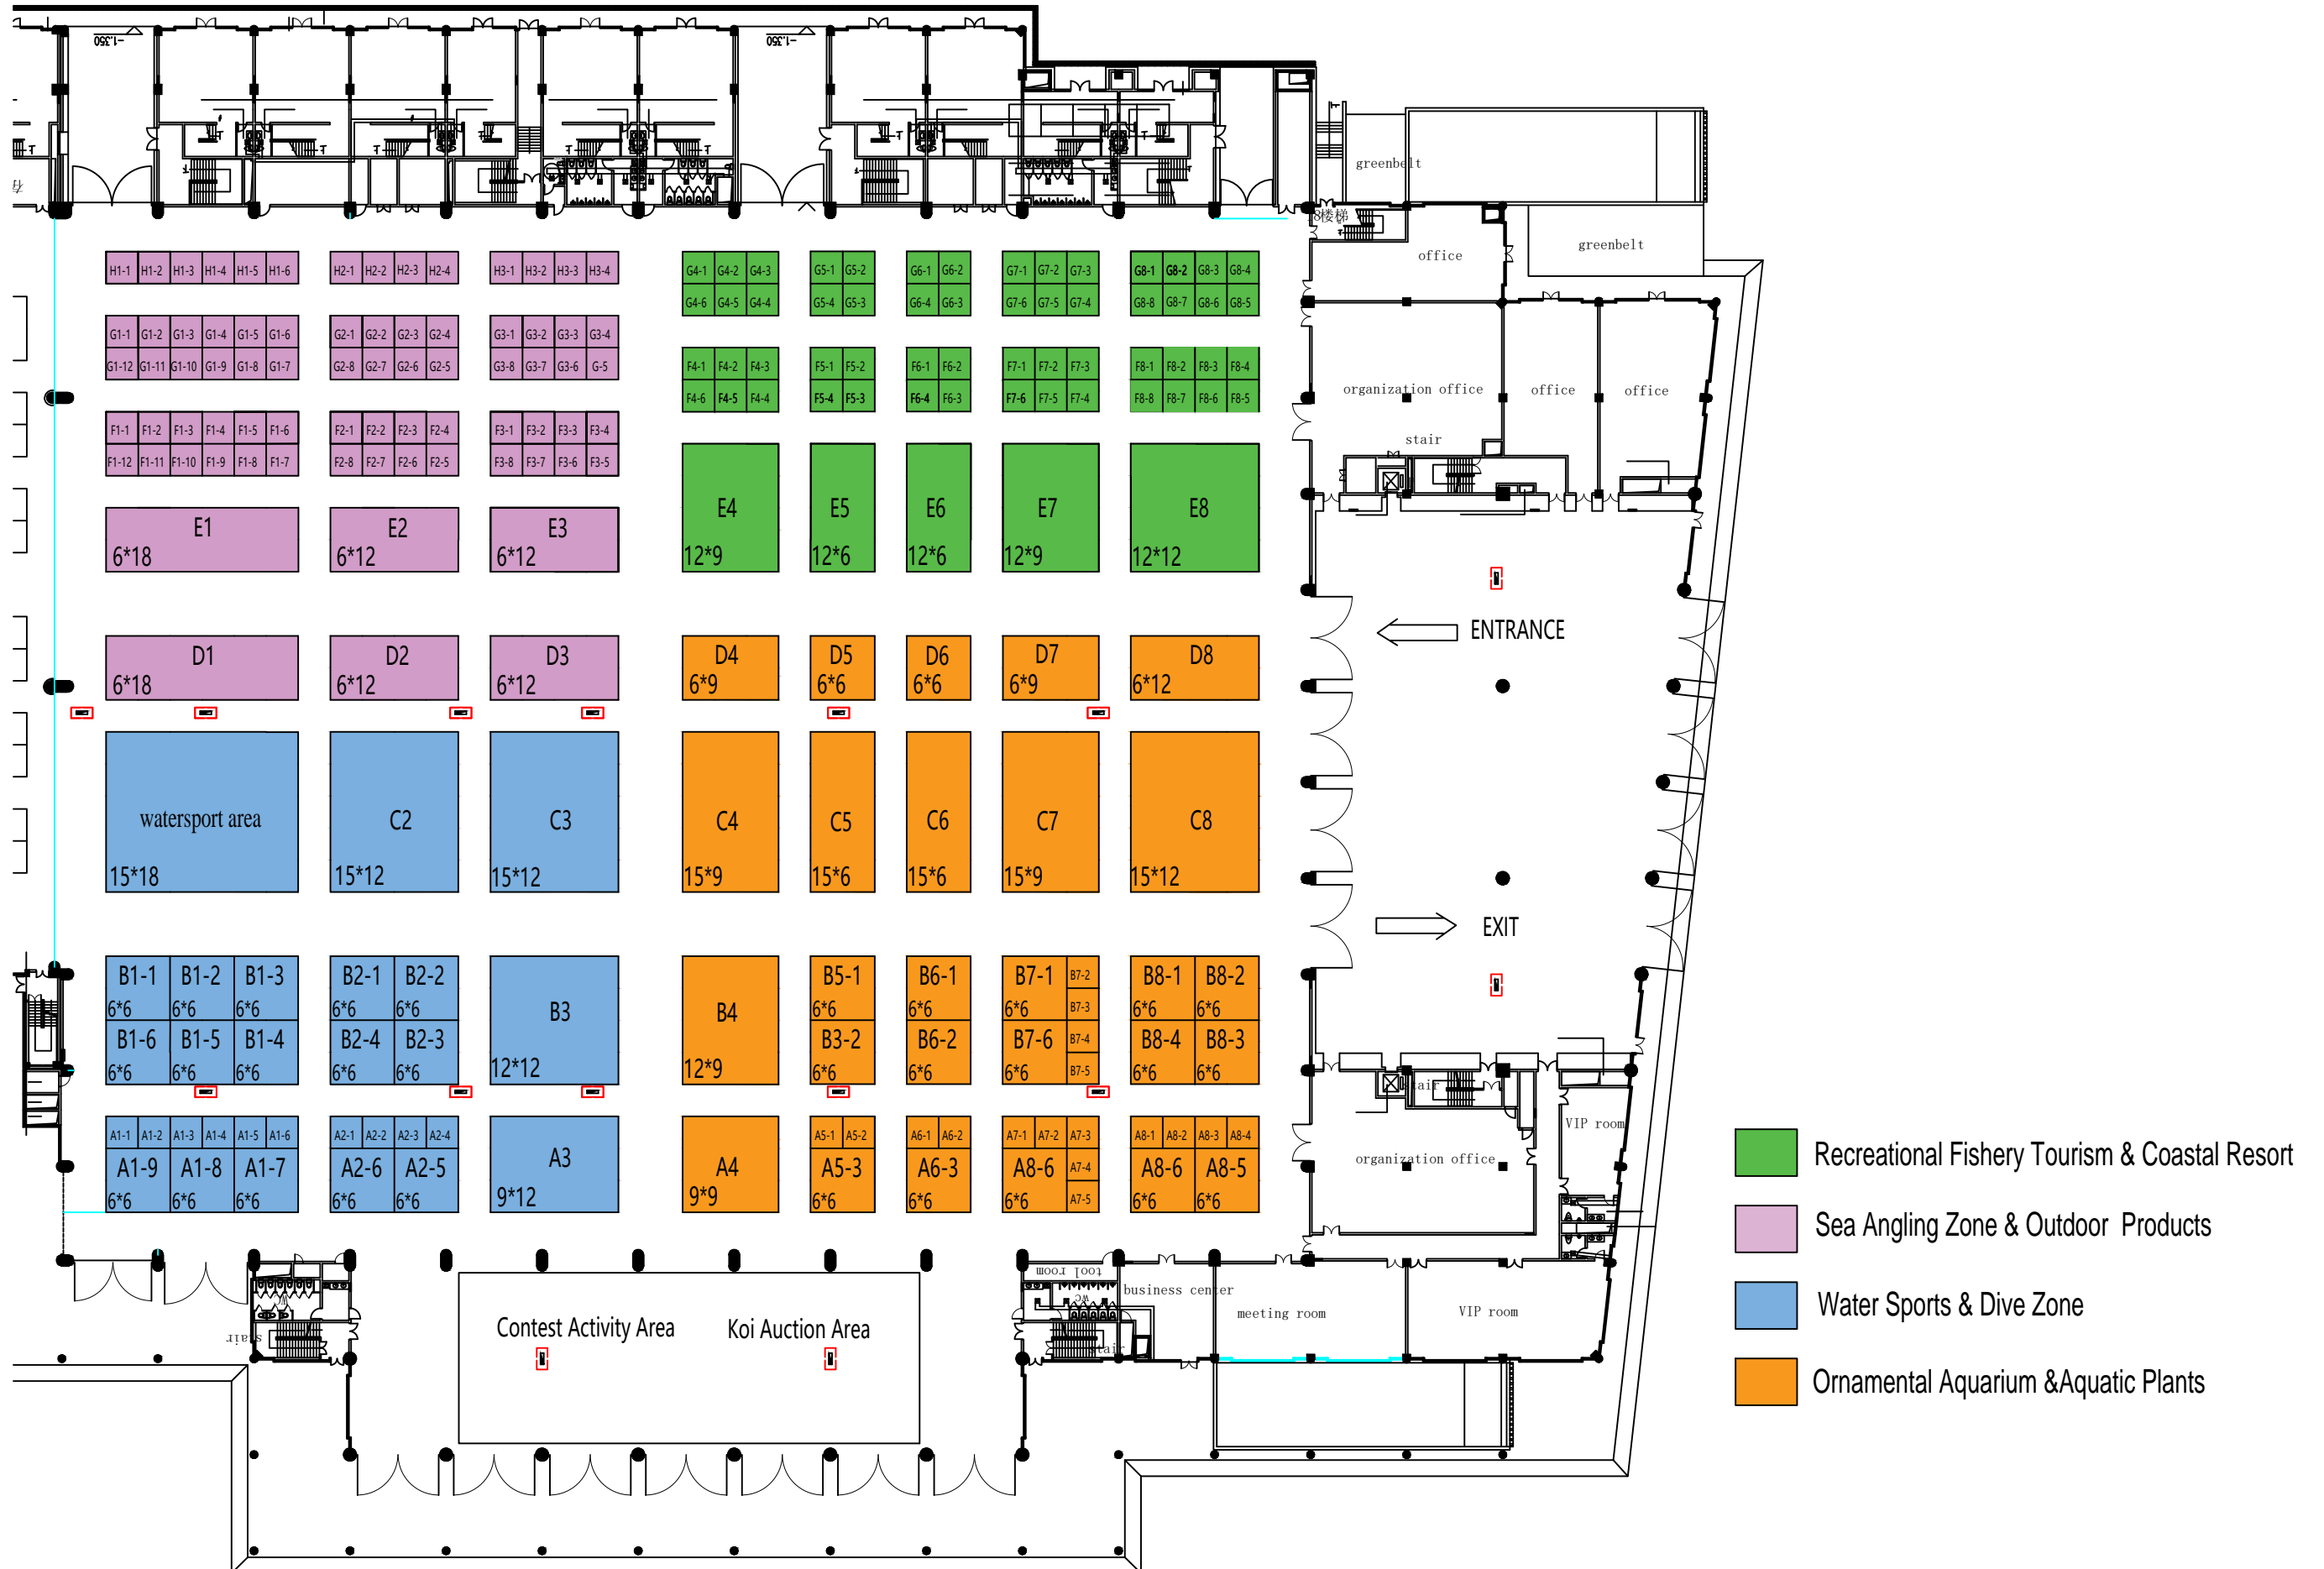 -1.350
-1.350
greenbelt
8楼梯
greenbelt
office
H1-1 H1-2 H1-3 H1-4 H1-5 H1-6
H2-1 H2-2 H2-3 H2-4
H3-1 H3-2 H3-3 H3-4
G4-1 G4-2 G4-3
G5-1 G5-2
G6-1 G6-2
G7-1 G7-2 G7-3
G8-1 G8-2 G8-3 G8-4
G4-6 G4-5 G4-4
G5-4 G5-3
G6-4 G6-3
G7-6 G7-5 G7-4
G8-8 G8-7 G8-6 G8-5
G1-1 G1-2 G1-3 G1-4 G1-5 G1-6
G2-1 G2-2 G2-3 G2-4
G3-1 G3-2 G3-3 G3-4
G1-12 G1-11 G1-10 G1-9 G1-8 G1-7
G2-8 G2-7 G2-6 G2-5
G3-8 G3-7 G3-6 G-5
F4-1 F4-2 F4-3
F5-1 F5-2
F6-1 F6-2
F7-1 F7-2 F7-3
F8-1 F8-2 F8-3 F8-4
F4-6 F4-5 F4-4
F5-4 F5-3
F6-4 F6-3
F7-6 F7-5 F7-4
F8-8 F8-7 F8-6 F8-5
organization office
office
office
stair
F1-1 F1-2 F1-3 F1-4 F1-5 F1-6
F2-1 F2-2 F2-3 F2-4
F3-1 F3-2 F3-3 F3-4
F1-12 F1-11 F1-10 F1-9 F1-8 F1-7
F2-8 F2-7 F2-6 F2-5
F3-8 F3-7 F3-6 F3-5
E1
6*18
E2
6*12
E3
6*12
E4
12*9
E5
12*6
E6
12*6
E7
12*9
E8
12*12
ENTRANCE
D1
6*18
D2
6*12
D3
6*12
D4
6*9
D5
6*6
D6
6*6
D7
6*9
D8
6*12
watersport area
15*18
C2
15*12
C3
15*12
C4
15*9
C5
15*6
C6
15*6
C7
15*9
C8
15*12
EXIT
B1-1 B1-2 B1-3
6*6 6*6 6*6
B1-6 B1-5 B1-4
6*6 6*6 6*6
B2-1 B2-2
6*6 6*6
B2-4 B2-3
6*6 6*6
B3
12*12
B4
12*9
B5-1
6*6
B3-2
6*6
B6-1
6*6
B6-2
6*6
B7-1
6*6
B7-6
6*6
B7-2
B7-3
B7-4
B7-5
B8-1 B8-2
6*6 6*6
B8-4 B8-3
6*6 6*6
stair
VIP room
organization office
A1-1 A1-2 A1-3 A1-4 A1-5 A1-6
A1-9 A1-8 A1-7
6*6 6*6 6*6
A2-1 A2-2 A2-3 A2-4
A2-6 A2-5
6*6 6*6
A3
9*12
A4
9*9
A5-1 A5-2
A5-3
6*6
A6-1 A6-2
A6-3
6*6
A7-1 A7-2 A7-3
A8-6
6*6
A7-4
A7-5
A8-1 A8-2 A8-3 A8-4
A8-6 A8-5
6*6 6*6
WC
stair
Contest Activity Area
Koi Auction Area
tool room
WC
stair
business center
meeting room
VIP room
Recreational Fishery Tourism & Coastal Resort
Sea Angling Zone & Outdoor Products
Water Sports & Dive Zone
Ornamental Aquarium &Aquatic Plants